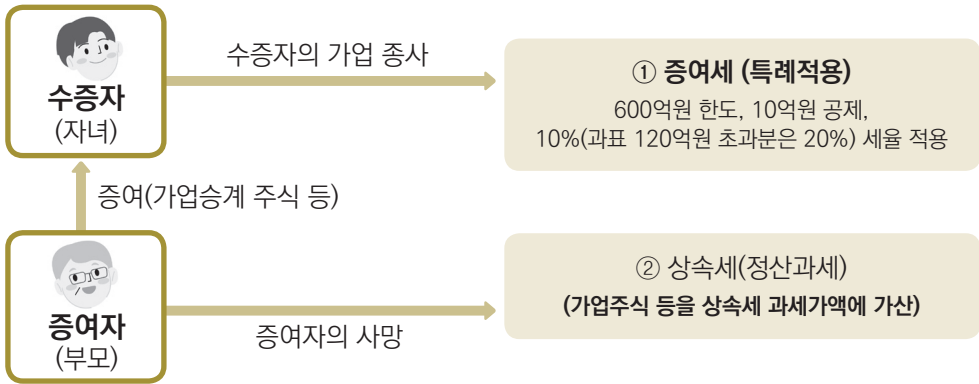 수증자
(자녀)
수증자의 가업 종사
① 증여세 (특례적용)
600억원 한도, 10억원 공제,
10%(과표 120억원 초과분은 20%) 세율 적용
증여(가업승계 주식 등)
증여자
(부모)
증여자의 사망
② 상속세(정산과세)
(가업주식 등을 상속세 과세가액에 가산)